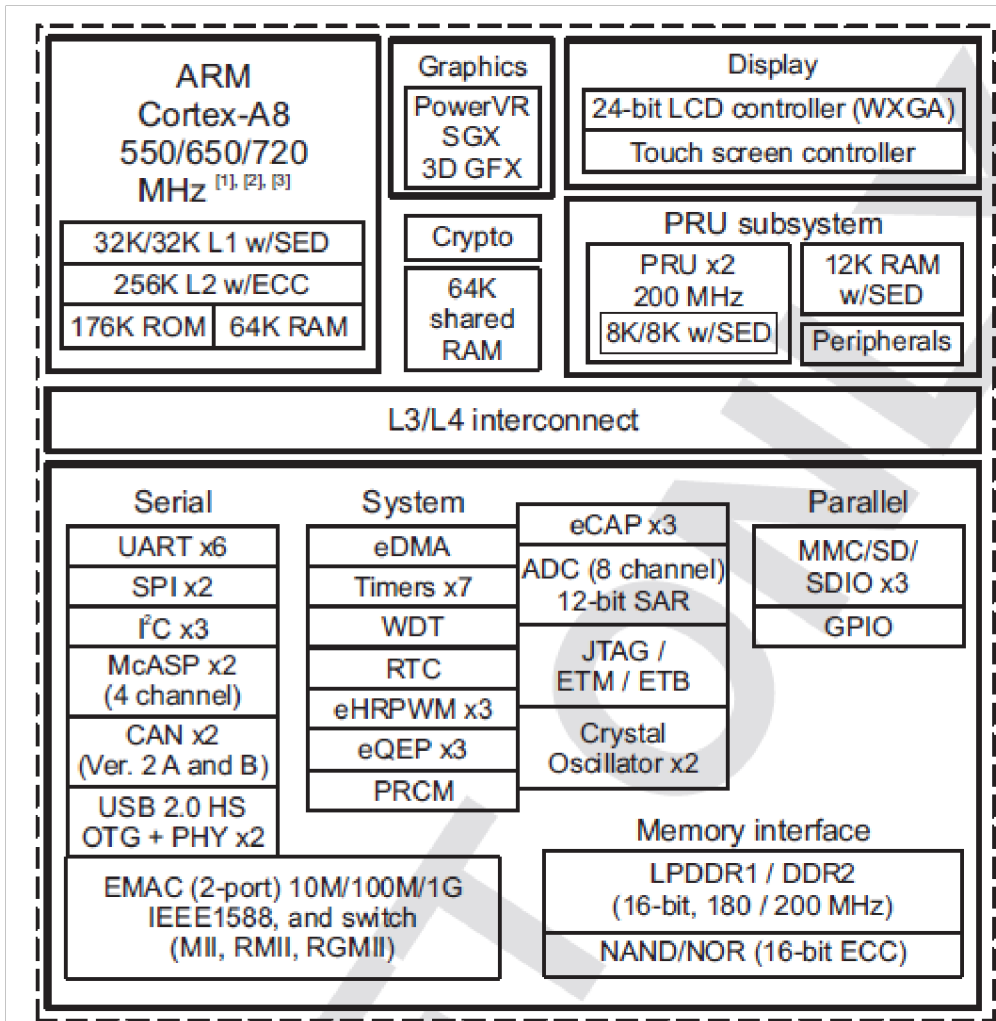 ARM
Cortex-A8
550/650/720
MHz [1], [2], [3]
32K/32K L1 w/SED
256K L2 w/ECC
176K ROM
64K RAM
Graphics
PowerVR
SGX
3D GFX
Crypto
64K
shared
RAM
Display
24-bit LCD controller (WXGA)
Touch screen controller
PRU subsystem
PRU x2
200 MHz
8K/8K w/SED
12K RAM
w/SED
Peripherals
L3/L4 interconnect
Serial
UART x6
SPI x2
I²C x3
McASP x2
(4 channel)
CAN x2
(Ver. 2 A and B)
USB 2.0 HS
OTG + PHY x2
EMAC (2-port) 10M/100M/1G
IEEE1588, and switch
(MII, RMII, RGMII)
System
eDMA
Timers x7
WDT
RTC
eHRPWM x3
eQEP x3
PRCM
eCAP x3
ADC (8 channel)
12-bit SAR
JTAG /
ETM / ETB
Crystal
Oscillator x2
Parallel
MMC/SD/
SDIO x3
GPIO
Memory interface
LPDDR1 / DDR2
(16-bit, 180 / 200 MHz)
NAND/NOR (16-bit ECC)
T ONLY